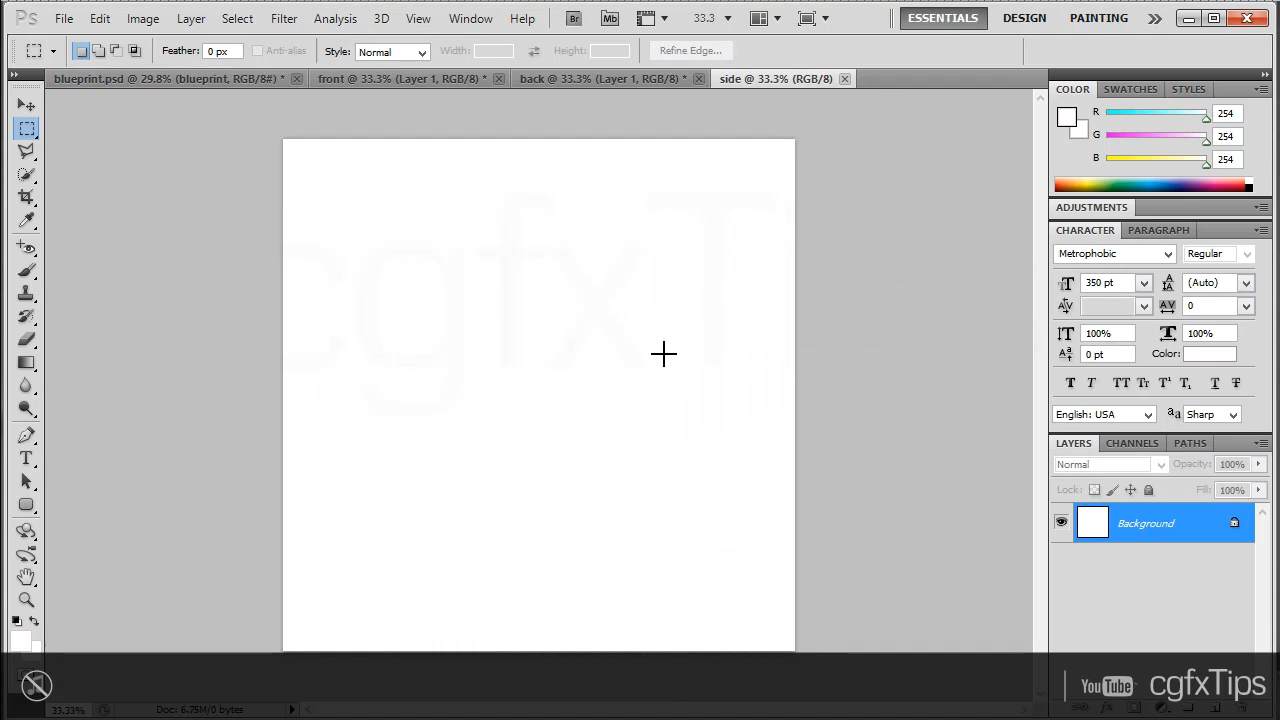 Ps File Edit Image Layer Select Filter Analysis 3D View Window Help Br Mb 33.3 ESSENTIALS DESIGN PAINTING
Feather: 0 px Anti-alias Style: Normal Width: Height: Refine Edge...
blueprint.psd @ 29.8% (blueprint, RGB/8#) * front @ 33.3% (Layer 1, RGB/8) * back @ 33.3% (Layer 1, RGB/8) * side @ 33.3% (RGB/8)
COLOR SWATCHES STYLES
R 254
G 254
B 254
ADJUSTMENTS
CHARACTER PARAGRAPH
Metrophobic Regular
350 pt (Auto)
0
100% 100%
0 pt Color:
English: USA Sharp
LAYERS CHANNELS PATHS
Normal Opacity: 100%
Lock: Fill: 100%
Background
cgfxTi
YouTube cgfxTips
33.33% Doc: 6.75M/0 bytes